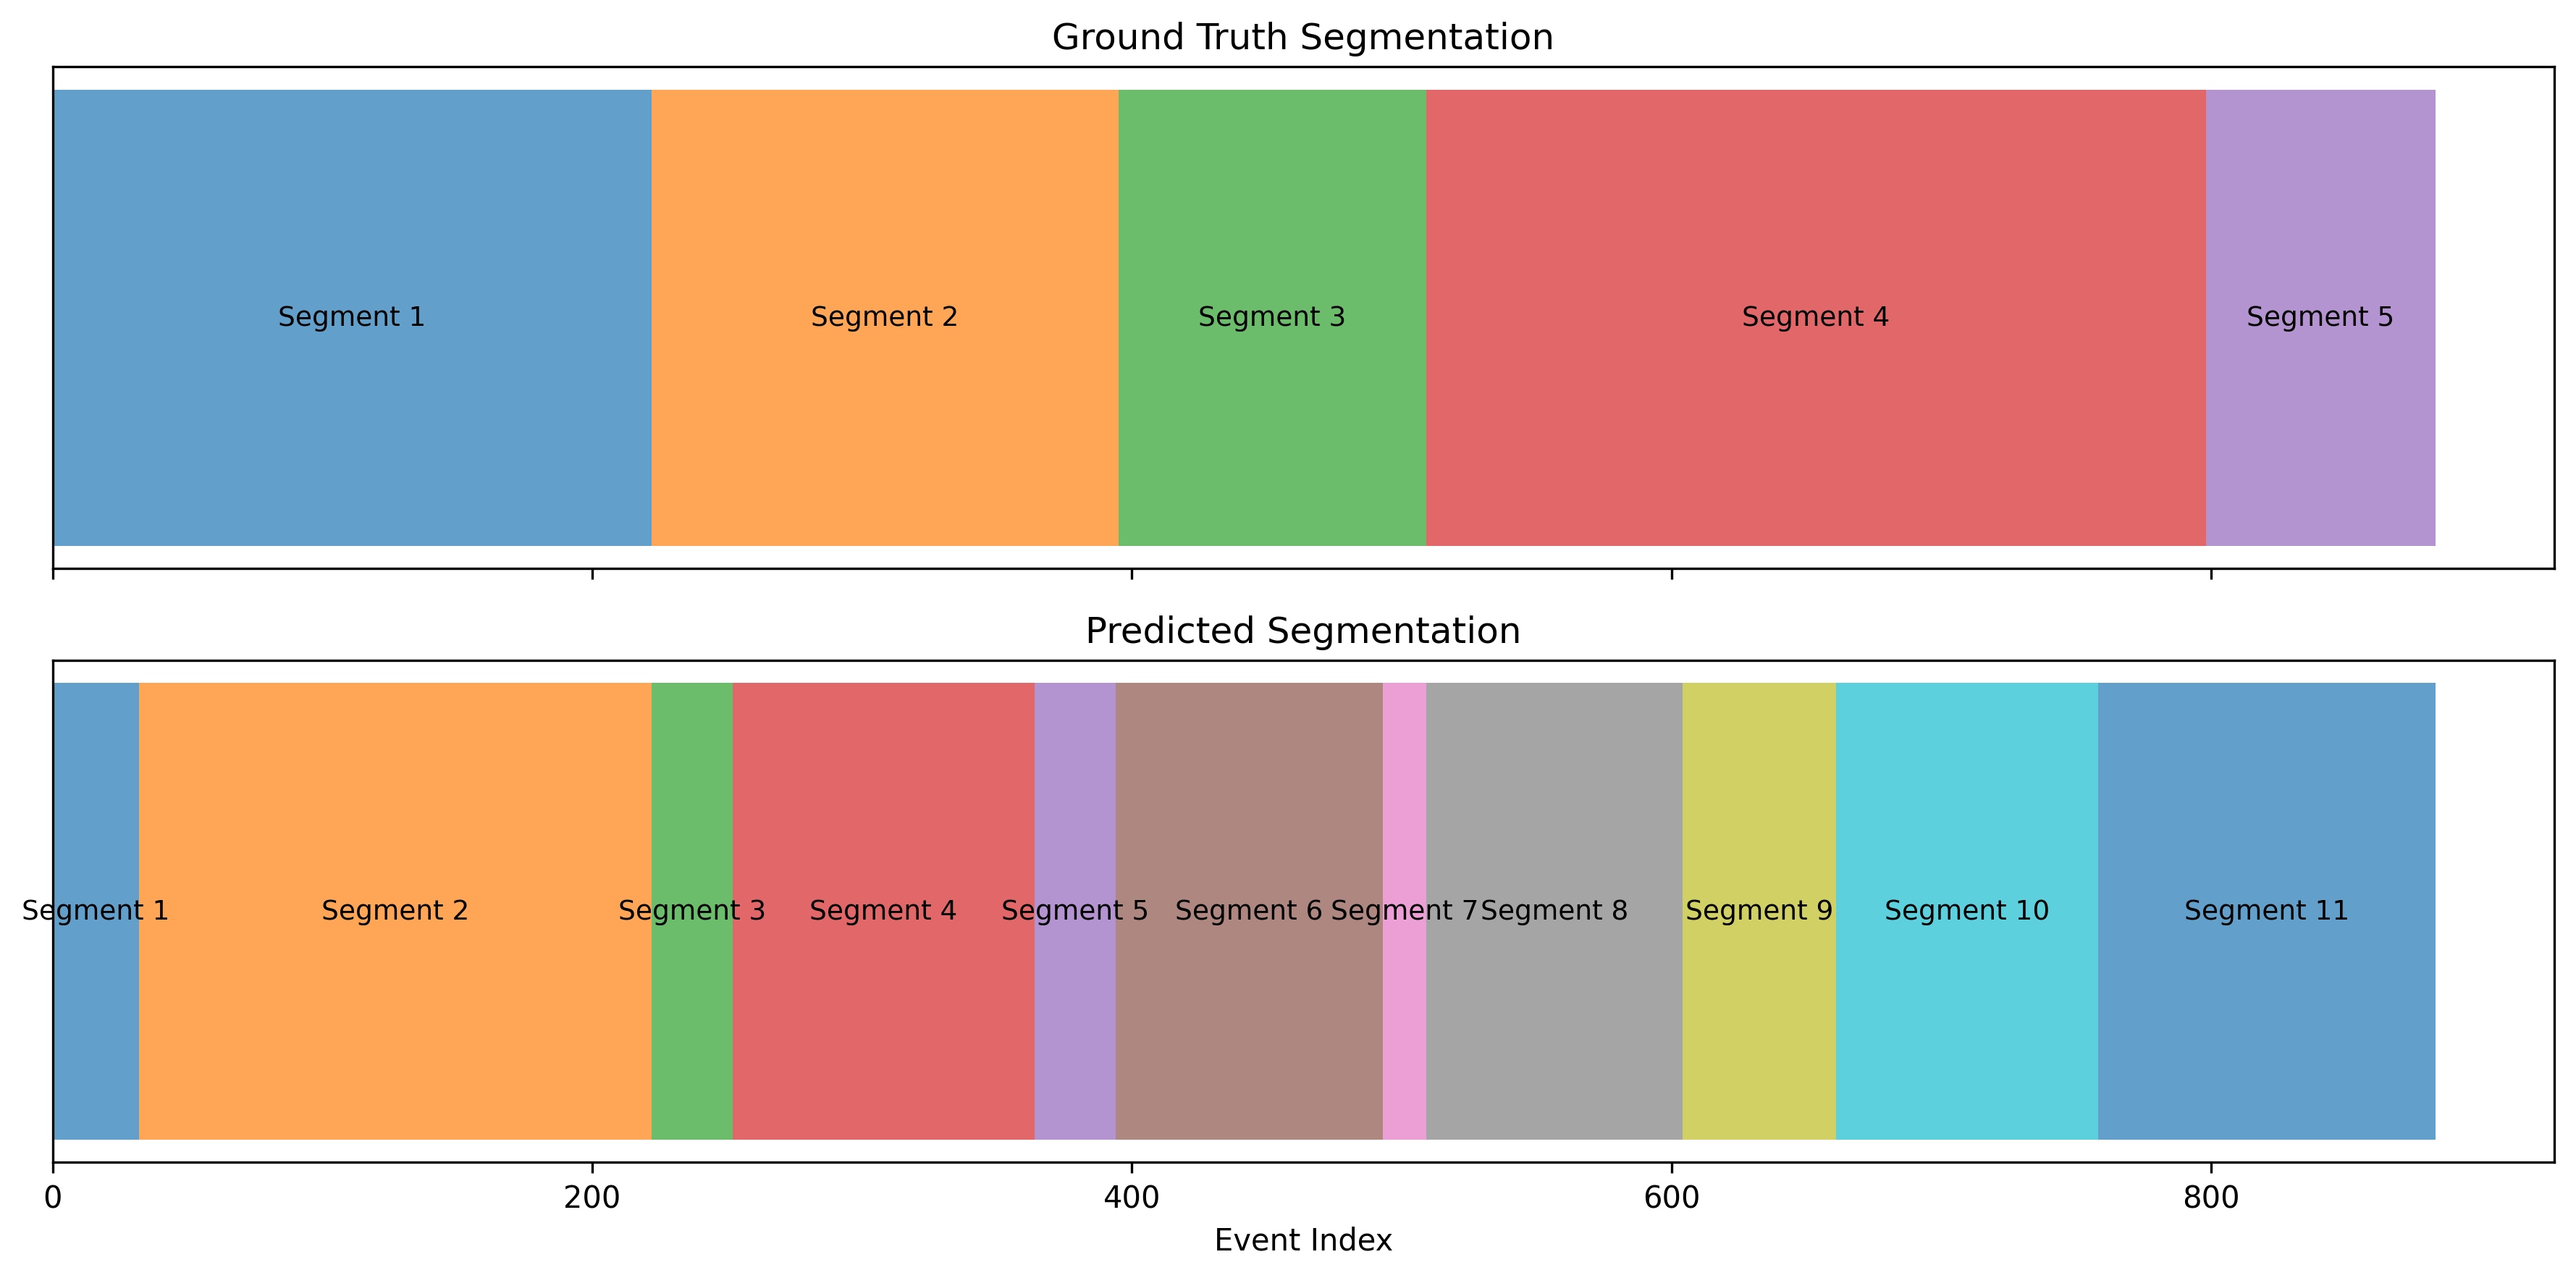 Ground Truth Segmentation
Segment 1 Segment 2 Segment 3 Segment 4 Segment 5
Predicted Segmentation
Segment 1 Segment 2 Segment 3 Segment 4 Segment 5 Segment 6 Segment 7 Segment 8 Segment 9 Segment 10 Segment 11
0 200 400 600 800
Event Index